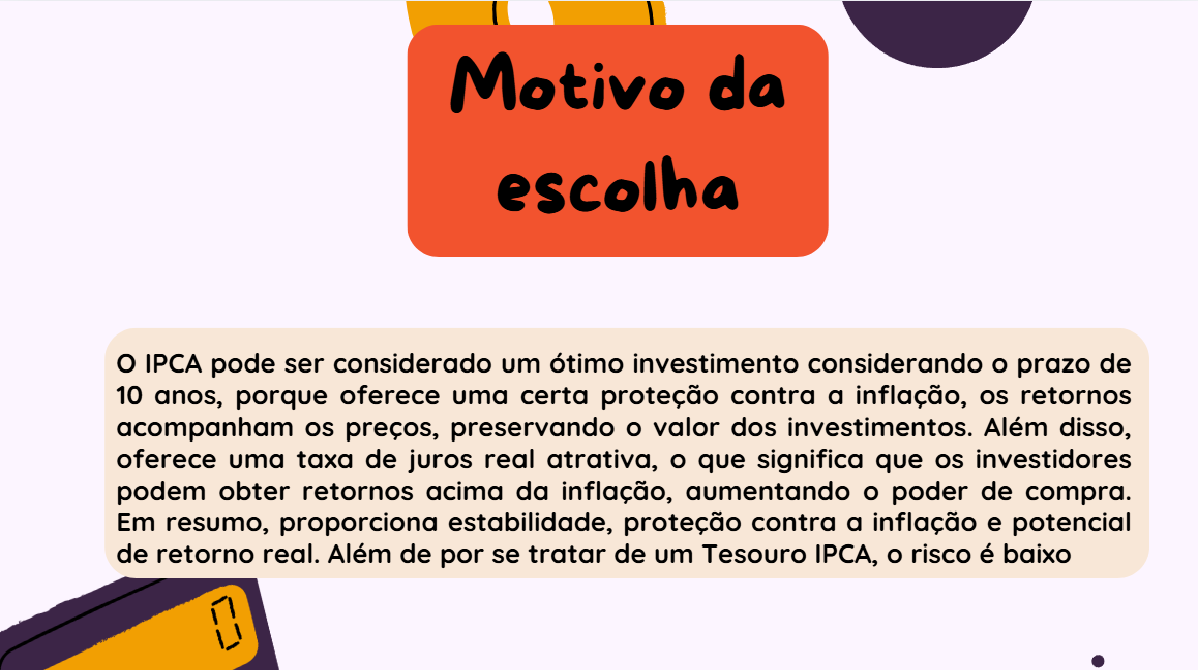 Motivo da
escolha
O IPCA pode ser considerado um ótimo investimento considerando o prazo de
10 anos, porque oferece uma certa proteção contra a inflação, os retornos
acompanham os preços, preservando o valor dos investimentos. Além disso,
oferece uma taxa de juros real atrativa, o que significa que os investidores
podem obter retornos acima da inflação, aumentando o poder de compra.
Em resumo, proporciona estabilidade, proteção contra a inflação e potencial
de retorno real. Além de por se tratar de um Tesouro IPCA, o risco é baixo
0